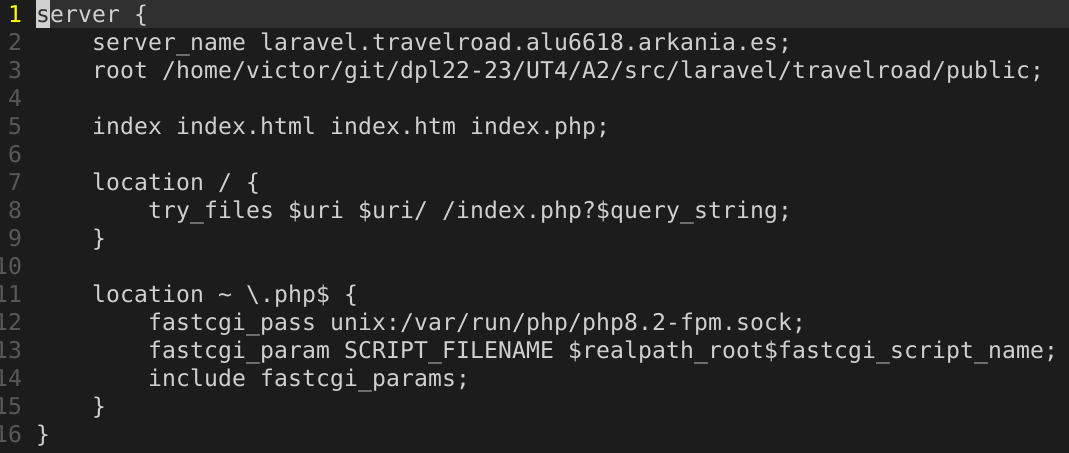 1 server {
2     server_name laravel.travelroad.alu6618.arkania.es;
3     root /home/victor/git/dpl22-23/UT4/A2/src/laravel/travelroad/public;
4
5     index index.html index.htm index.php;
6
7     location / {
8         try_files $uri $uri/ /index.php?$query_string;
9     }
10
11     location ~ \.php$ {
12         fastcgi_pass unix:/var/run/php/php8.2-fpm.sock;
13         fastcgi_param SCRIPT_FILENAME $realpath_root$fastcgi_script_name;
14         include fastcgi_params;
15     }
16 }